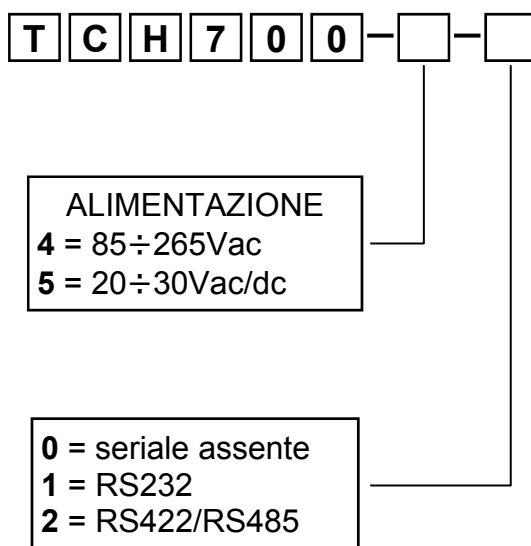 TCH700–□–□
ALIMENTAZIONE
4 = 85÷265Vac
5 = 20÷30Vac/dc
0 = seriale assente
1 = RS232
2 = RS422/RS485